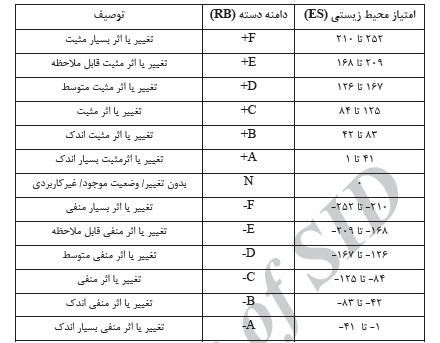 امتیاز محیط زیستی (ES) دامنه دسته (RB) توصیف
۲۵۲ تا ۲۱۰ +F تغییر یا اثر بسیار مثبت
۲۰۹ تا ۱۶۸ +E تغییر یا اثر مثبت قابل ملاحظه
۱۶۷ تا ۱۲۶ +D تغییر یا اثر مثبت متوسط
۱۲۵ تا ۸۴ +C تغییر یا اثر مثبت
۸۳ تا ۴۲ +B تغییر یا اثر مثبت اندک
۴۱ تا ۱ +A تغییر یا اثرمثبت بسیار اندک
۰ N بدون تغییر/ وضعیت موجود/ غیرکاربردی
۲۱۰- تا ۲۵۲- -F تغییر یا اثر بسیار منفی
۱۶۸- تا ۲۰۹- -E تغییر یا اثر منفی قابل ملاحظه
۱۲۶- تا ۱۶۷- -D تغییر یا اثر منفی متوسط
۸۴- تا ۱۲۵- -C تغییر یا اثر منفی
۴۲- تا ۸۳- -B تغییر یا اثر منفی اندک
۱- تا ۴۱- -A تغییر یا اثر منفی بسیار اندک
of SID